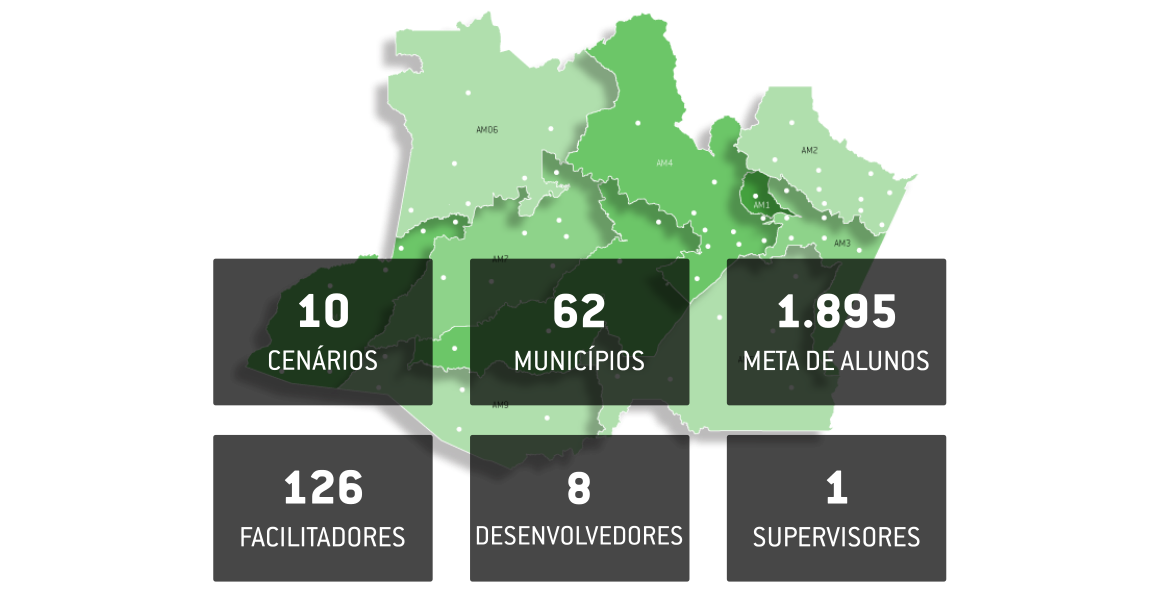 AM06
AM4
AM2
AM1
AM3
AM7
10
CENÁRIOS
62
MUNICÍPIOS
1.895
META DE ALUNOS
AM9
126
FACILITADORES
8
DESENVOLVEDORES
1
SUPERVISORES